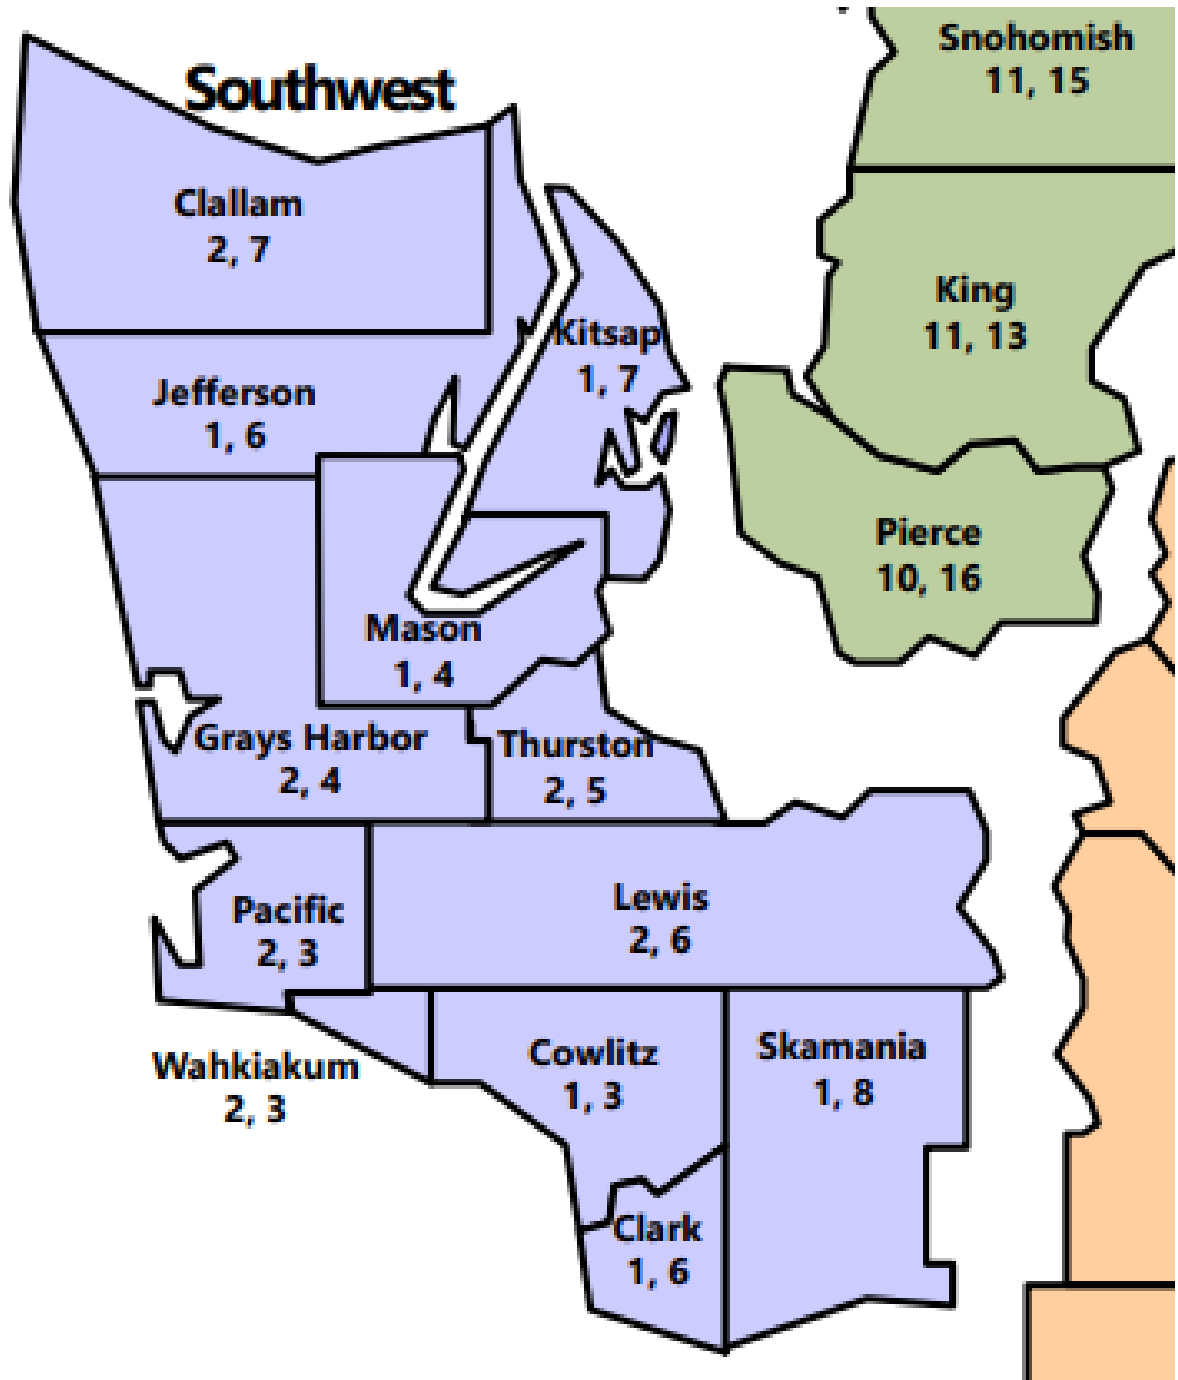 Southwest
Snohomish
11, 15
Clallam
2, 7
King
11, 13
Kitsap
1, 7
Jefferson
1, 6
Pierce
10, 16
Mason
1, 4
Grays Harbor
2, 4
Thurston
2, 5
Pacific
2, 3
Lewis
2, 6
Wahkiakum
2, 3
Cowlitz
1, 3
Skamania
1, 8
Clark
1, 6